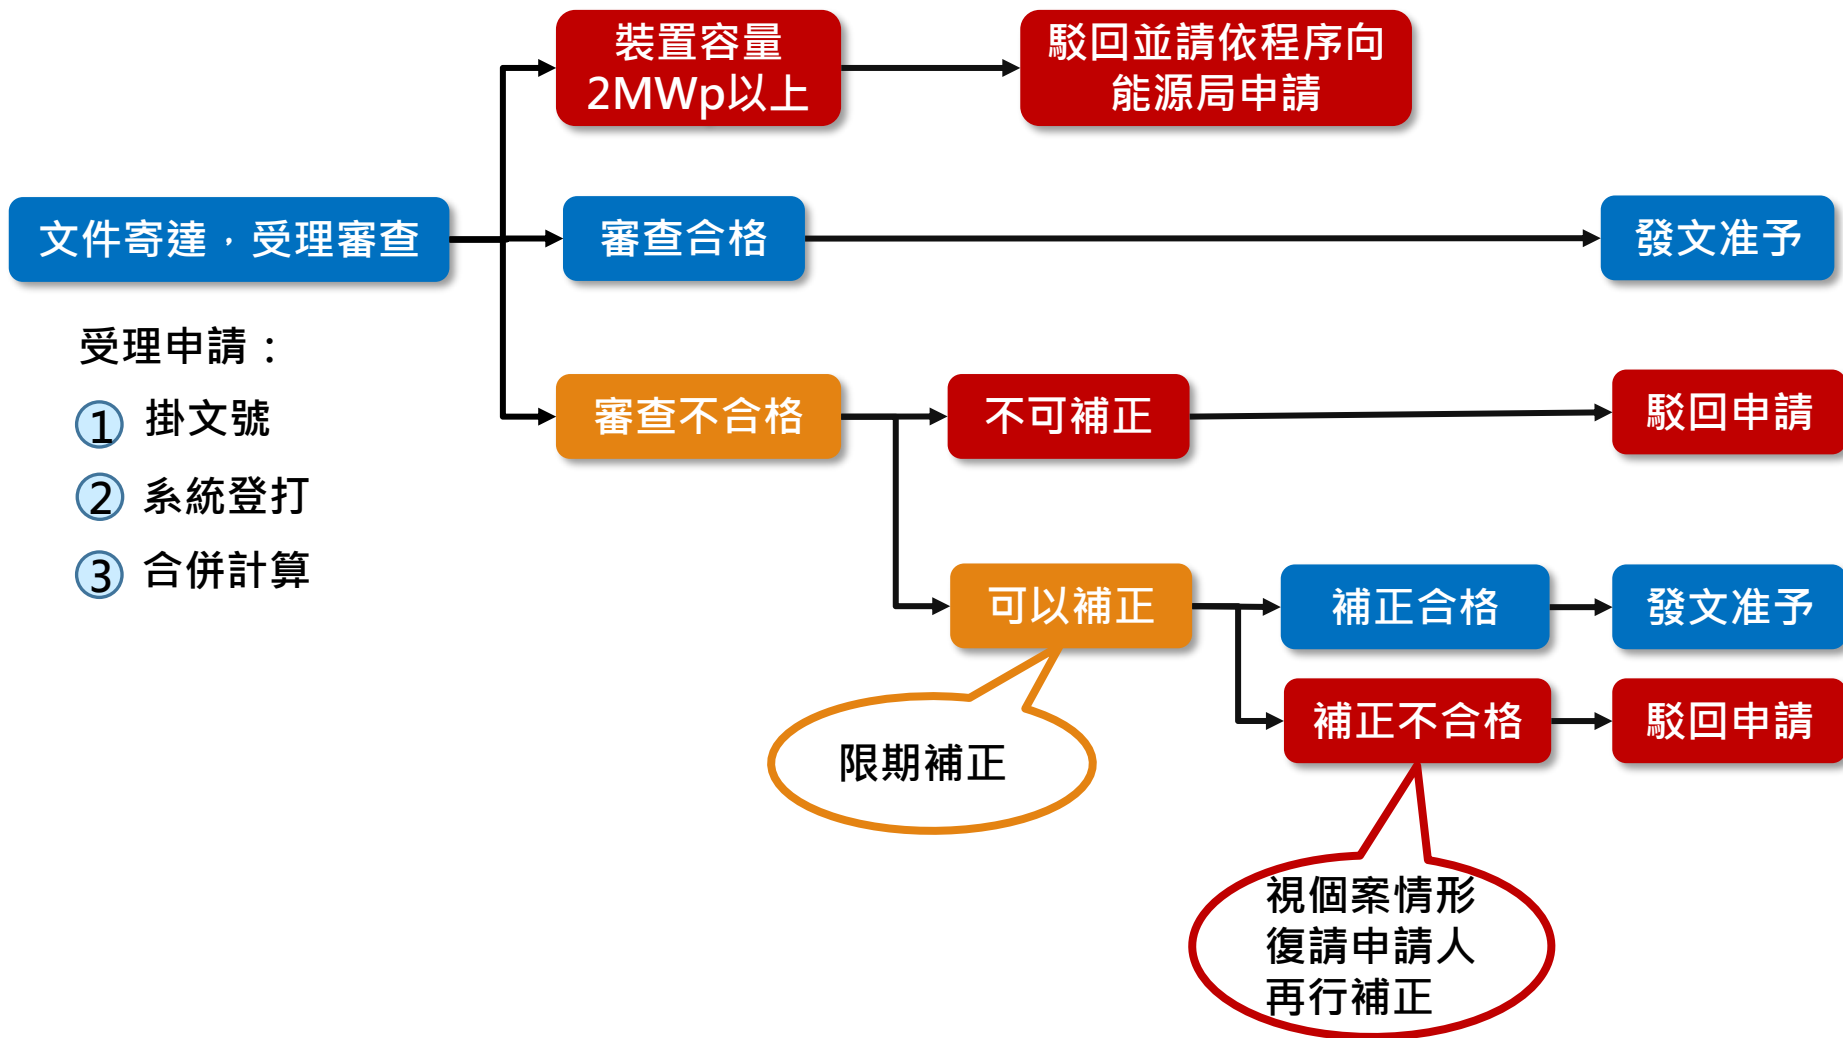 裝置容量
2MWp以上
駁回並請依程序向
能源局申請
文件寄達，受理審查
審查合格
發文准予
受理申請：
1 掛文號
2 系統登打
3 合併計算
審查不合格
不可補正
駁回申請
可以補正
補正合格
發文准予
限期補正
補正不合格
駁回申請
視個案情形
復請申請人
再行補正